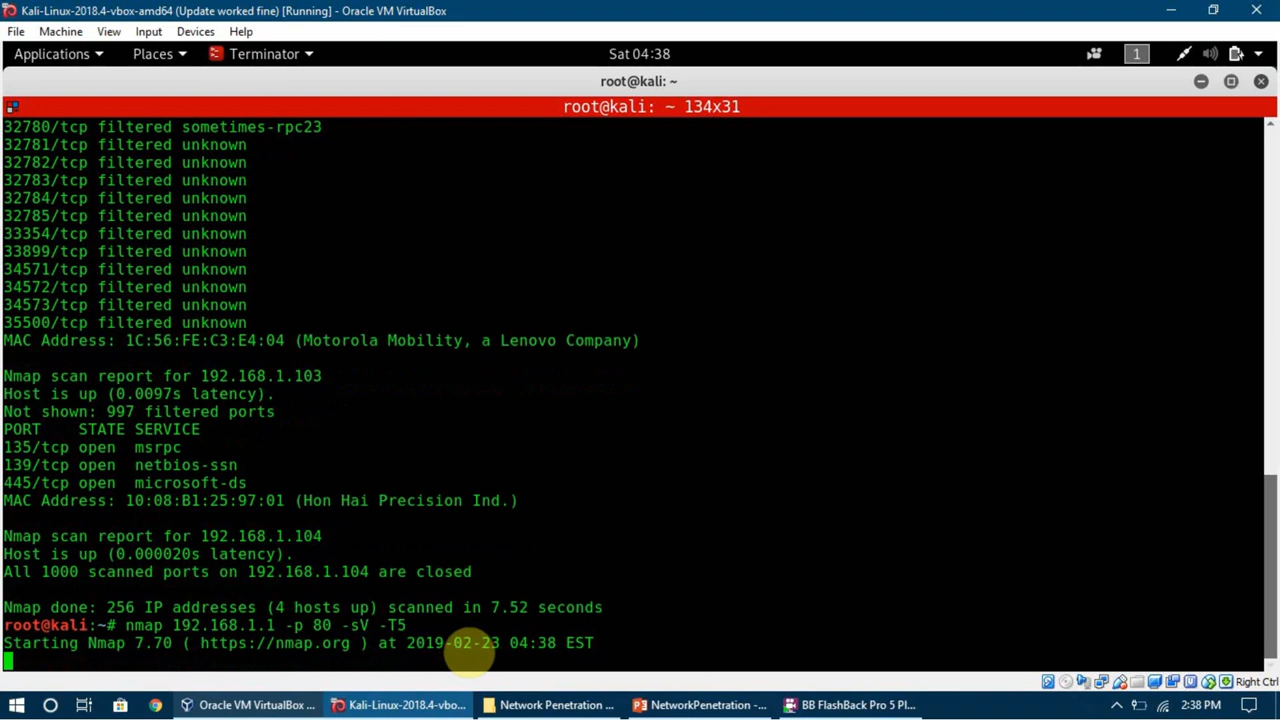 Kali-Linux-2018.4-vbox-amd64 (Update worked fine) [Running] - Oracle VM VirtualBox
File Machine View Input Devices Help
Applications Places Terminator Sat 04:38 1
root@kali: ~
root@kali: ~ 134x31
32780/tcp filtered sometimes-rpc23
32781/tcp filtered unknown
32782/tcp filtered unknown
32783/tcp filtered unknown
32784/tcp filtered unknown
32785/tcp filtered unknown
33354/tcp filtered unknown
33899/tcp filtered unknown
34571/tcp filtered unknown
34572/tcp filtered unknown
34573/tcp filtered unknown
35500/tcp filtered unknown
MAC Address: 1C:56:FE:C3:E4:04 (Motorola Mobility, a Lenovo Company)
Nmap scan report for 192.168.1.103
Host is up (0.0097s latency).
Not shown: 997 filtered ports
PORT STATE SERVICE
135/tcp open msrpc
139/tcp open netbios-ssn
445/tcp open microsoft-ds
MAC Address: 10:08:B1:25:97:01 (Hon Hai Precision Ind.)
Nmap scan report for 192.168.1.104
Host is up (0.000020s latency).
All 1000 scanned ports on 192.168.1.104 are closed
Nmap done: 256 IP addresses (4 hosts up) scanned in 7.52 seconds
root@kali:~# nmap 192.168.1.1 -p 80 -sV -T5
Starting Nmap 7.70 ( https://nmap.org ) at 2019-02-23 04:38 EST
Right Ctrl
Oracle VM VirtualBox ... Kali-Linux-2018.4-vbo... Network Penetration ... NetworkPenetration -... BB FlashBack Pro 5 Pl... 2:38 PM